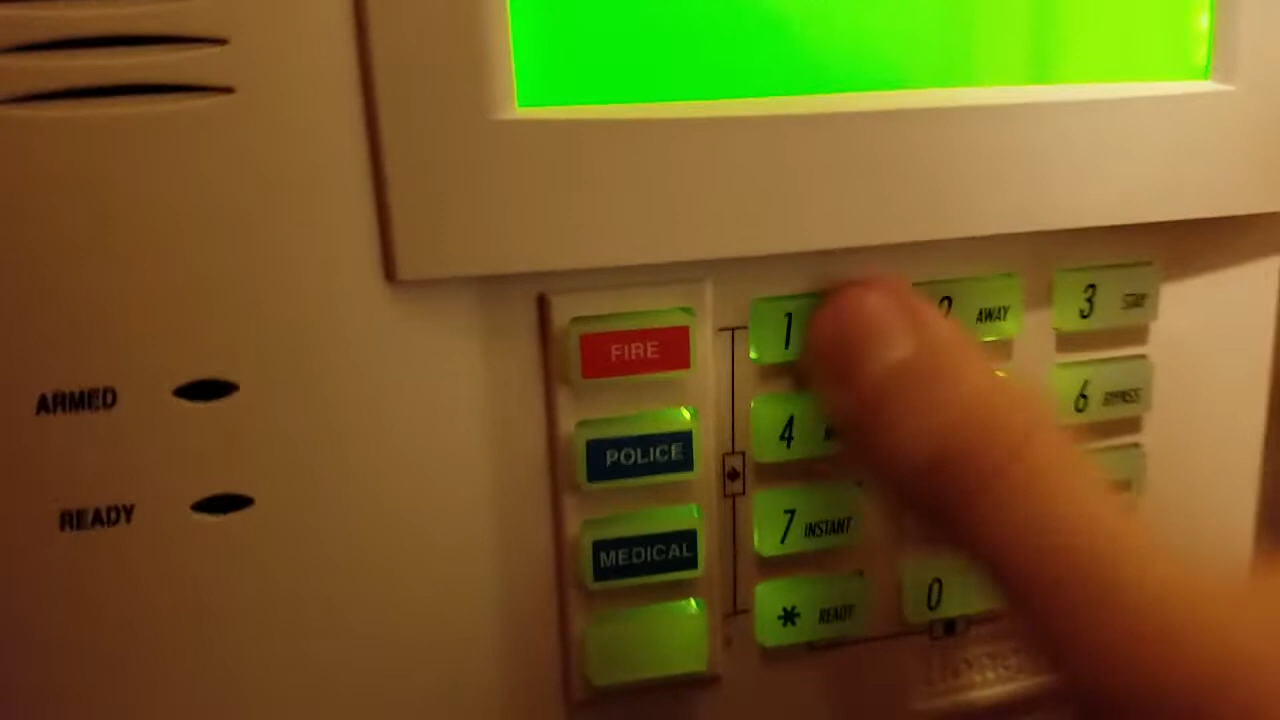 FIRE
POLICE
MEDICAL
ARMED
READY
1
2 AWAY
3 STAY
4
6 BYPASS
7 INSTANT
* READY
0